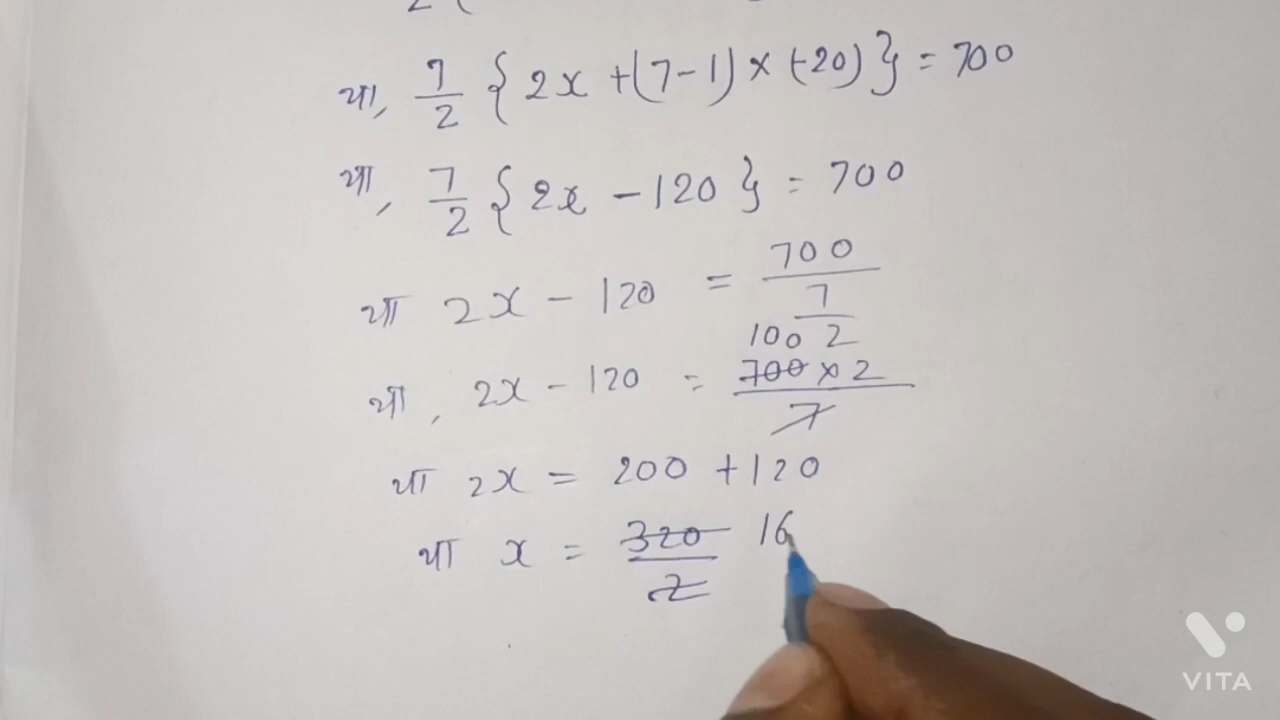 या, 7/2 { 2x + (7-1) × (-20) } = 700
या, 7/2 { 2x - 120 } = 700
या 2x - 120 = 700 / 7/2
या, 2x - 120 = 100 700 × 2 / 7
या 2x = 200 + 120
या x = 320/2 16
VITA